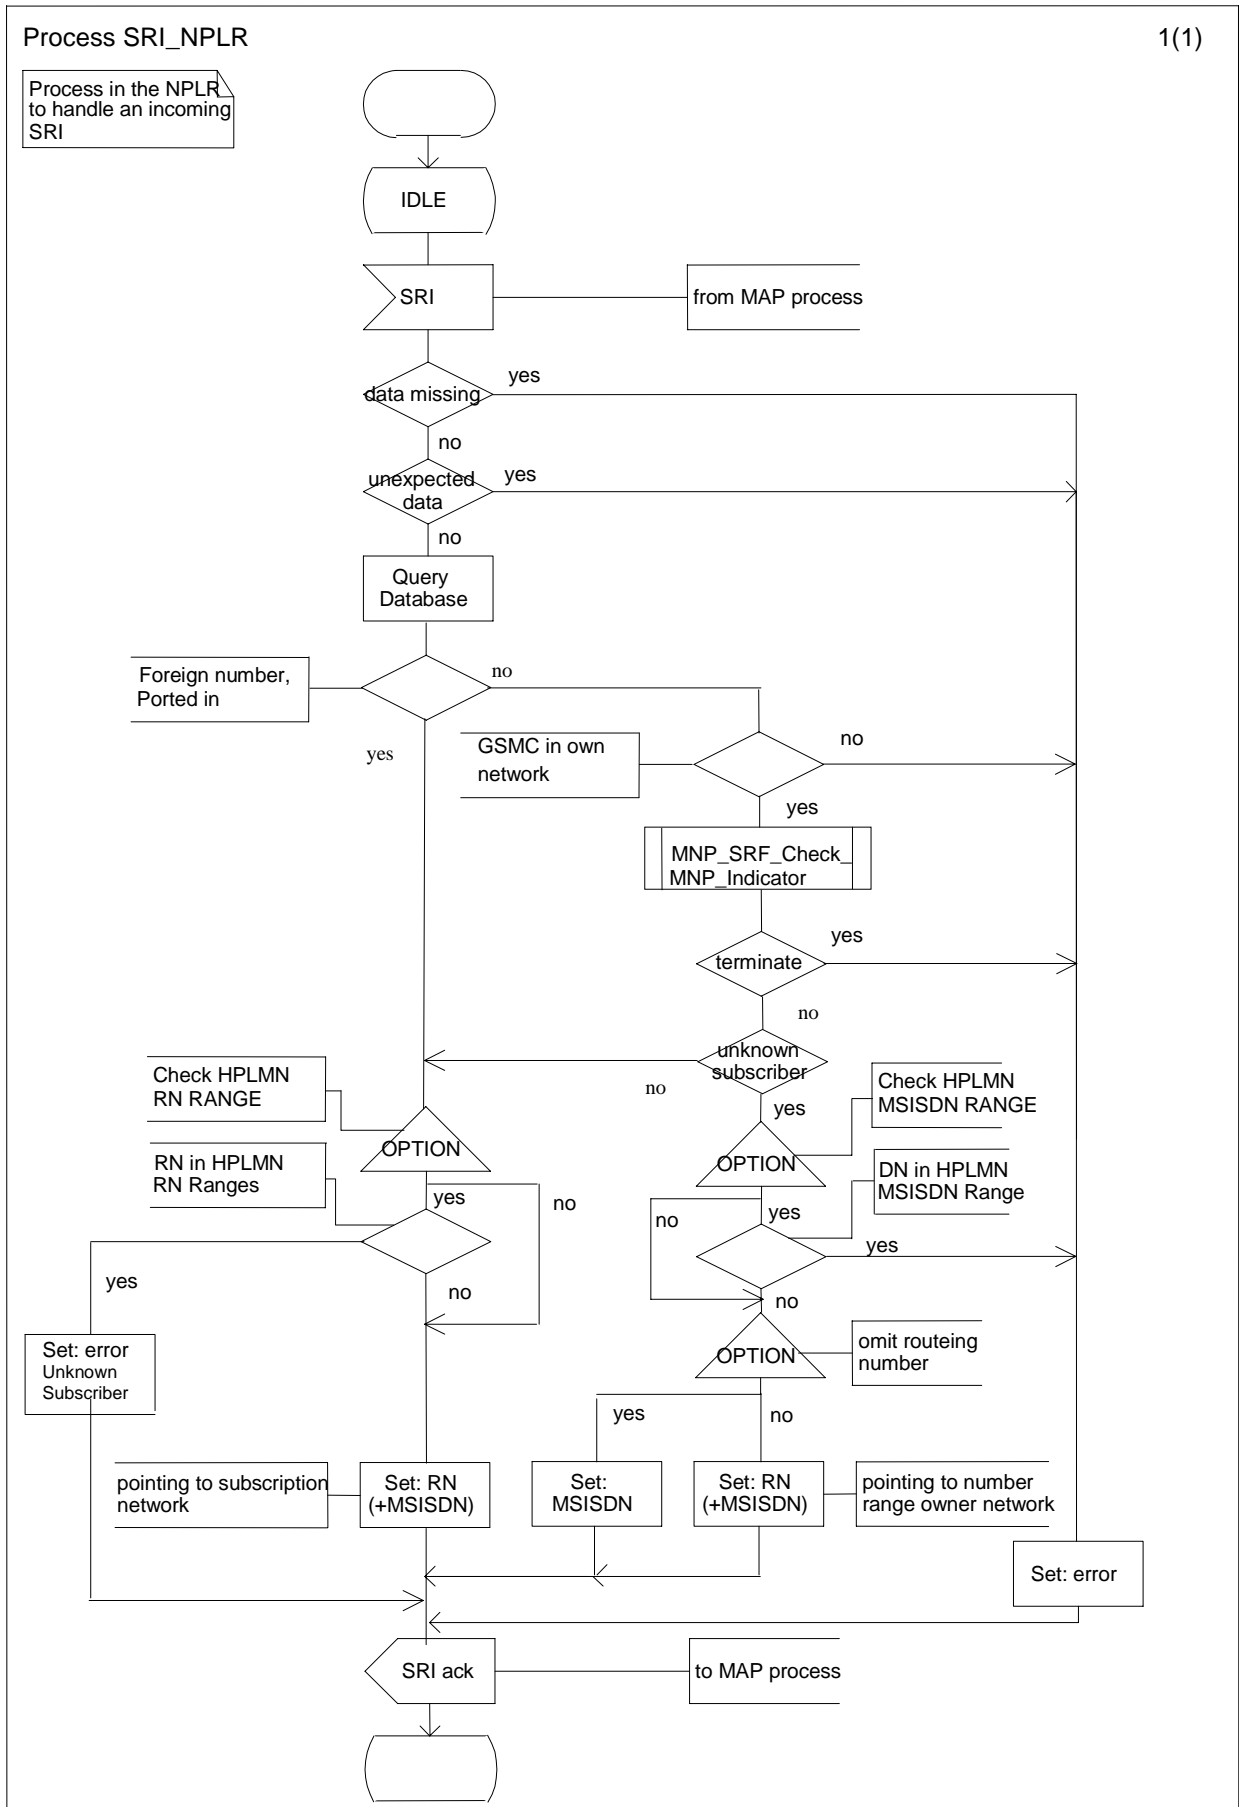 Process SRI_NPLR
1(1)
Process in the NPLR
to handle an incoming
SRI
IDLE
SRI
from MAP process
data missing
yes
no
unexpected
data
yes
no
Query
Database
Foreign number,
Ported in
no
yes
GSMC in own
network
no
yes
MNP_SRF_Check_
MNP_Indicator
terminate
yes
no
unknown
subscriber
no
yes
Check HPLMN
RN RANGE
OPTION
Check HPLMN
MSISDN RANGE
OPTION
RN in HPLMN
RN Ranges
yes
no
DN in HPLMN
MSISDN Range
no
yes
yes
yes
no
no
Set: error
Unknown
Subscriber
OPTION
omit routeing
number
yes
no
pointing to subscription
network
Set: RN
(+MSISDN)
Set:
MSISDN
Set: RN
(+MSISDN)
pointing to number
range owner network
Set: error
SRI ack
to MAP process